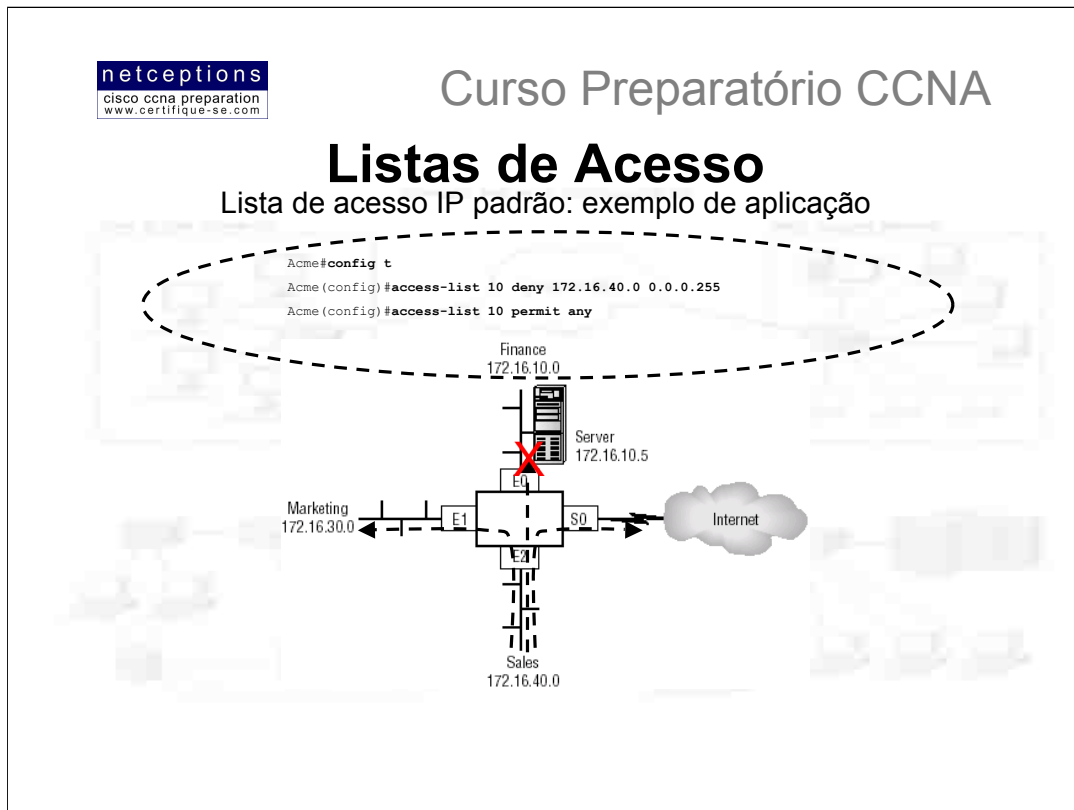 netceptions
cisco ccna preparation
www.certifique-se.com
Curso Preparatório CCNA
Listas de Acesso
Lista de acesso IP padrão: exemplo de aplicação
Acme#config t
Acme(config)#access-list 10 deny 172.16.40.0 0.0.0.255
Acme(config)#access-list 10 permit any
Finance
172.16.10.0
Server
172.16.10.5
E0
Marketing
172.16.30.0
E1
S0
Internet
E2
Sales
172.16.40.0